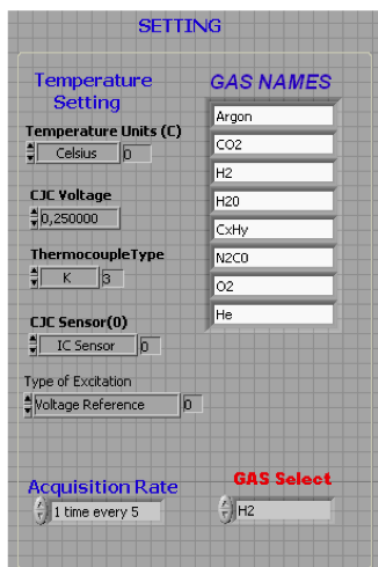 SETTING
Temperature
Setting
Temperature Units (C)
Celsius 0
CJC Voltage
0,250000
ThermocoupleType
K 3
CJC Sensor(0)
IC Sensor 0
Type of Excitation
Voltage Reference 0
GAS NAMES
Argon
CO2
H2
H20
CxHy
N2C0
O2
He
Acquisition Rate
1 time every 5
GAS Select
H2